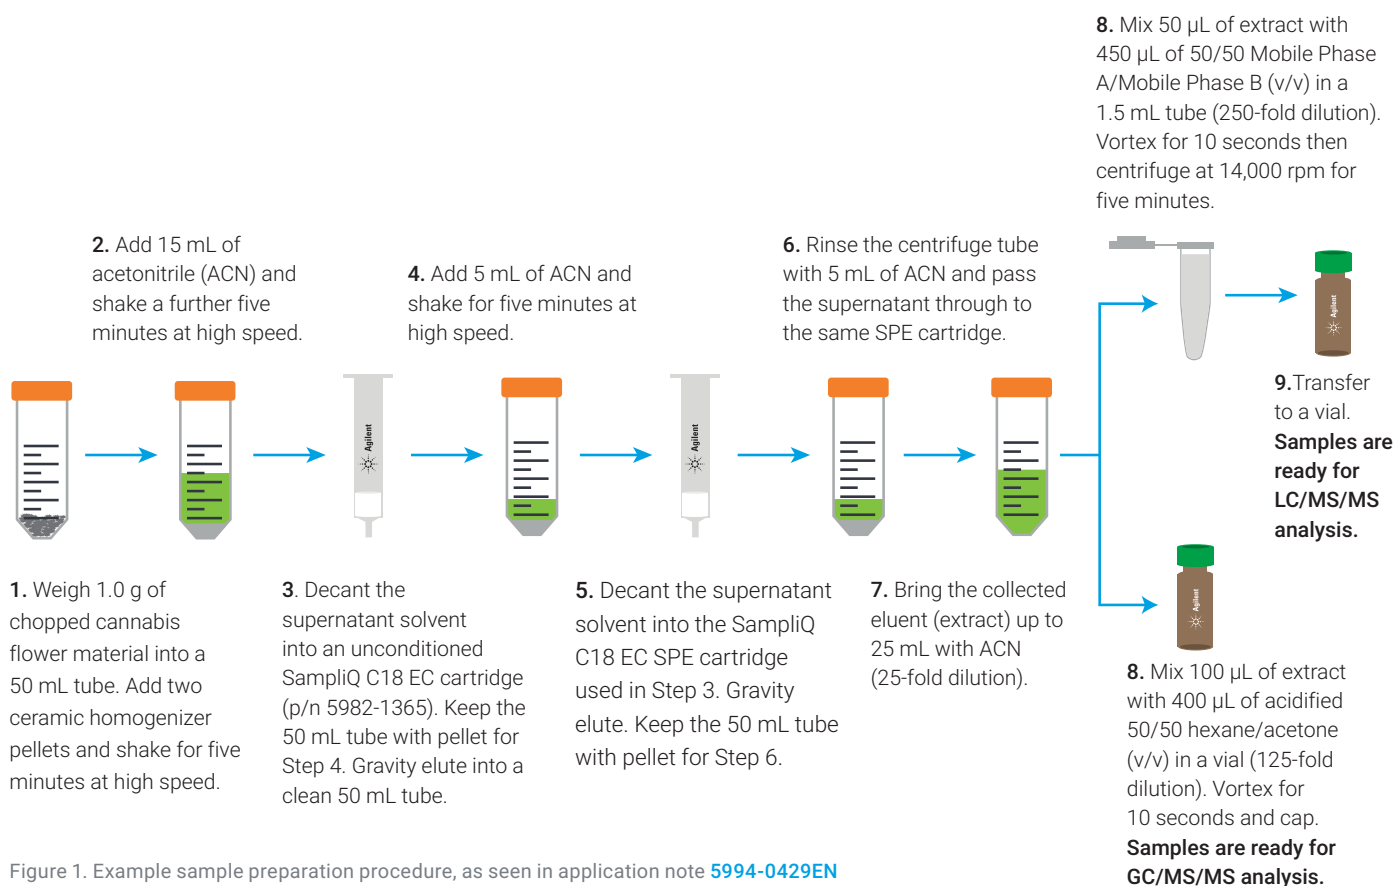 8. Mix 50 µL of extract with
450 µL of 50/50 Mobile Phase
A/Mobile Phase B (v/v) in a
1.5 mL tube (250-fold dilution).
Vortex for 10 seconds then
centrifuge at 14,000 rpm for
five minutes.
2. Add 15 mL of
acetonitrile (ACN) and
shake a further five
minutes at high speed.
4. Add 5 mL of ACN and
shake for five minutes at
high speed.
6. Rinse the centrifuge tube
with 5 mL of ACN and pass
the supernatant through to
the same SPE cartridge.
Agilent
Agilent
Agilent
9.Transfer
to a vial.
Samples are
ready for
LC/MS/MS
analysis.
1. Weigh 1.0 g of
chopped cannabis
flower material into a
50 mL tube. Add two
ceramic homogenizer
pellets and shake for five
minutes at high speed.
3. Decant the
supernatant solvent
into an unconditioned
SampliQ C18 EC cartridge
(p/n 5982-1365). Keep the
50 mL tube with pellet for
Step 4. Gravity elute into a
clean 50 mL tube.
5. Decant the supernatant
solvent into the SampliQ
C18 EC SPE cartridge
used in Step 3. Gravity
elute. Keep the 50 mL tube
with pellet for Step 6.
7. Bring the collected
eluent (extract) up to
25 mL with ACN
(25-fold dilution).
Agilent
8. Mix 100 µL of extract
with 400 µL of acidified
50/50 hexane/acetone
(v/v) in a vial (125-fold
dilution). Vortex for
10 seconds and cap.
Samples are ready for
GC/MS/MS analysis.
Figure 1. Example sample preparation procedure, as seen in application note 5994-0429EN